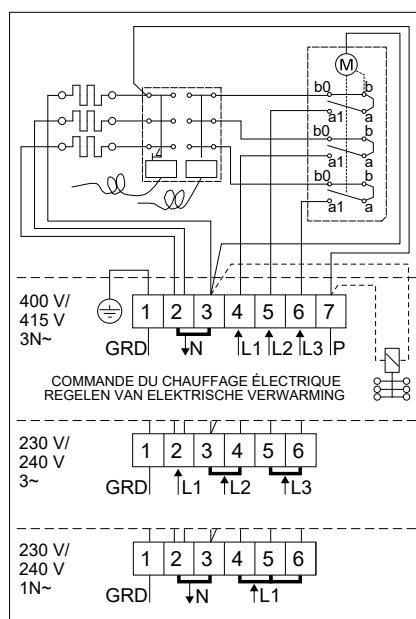 M
b0 b
a1 a
b0 b
a1 a
b0 b
a1 a
400 V/
415 V
3N~
1 2 3 4 5 6 7
GRD N L1 L2 L3 P
COMMANDE DU CHAUFFAGE ÉLECTRIQUE
REGELEN VAN ELEKTRISCHE VERWARMING
230 V/
240 V
3~
1 2 3 4 5 6
GRD L1 L2 L3
230 V/
240 V
1N~
1 2 3 4 5 6
GRD N L1